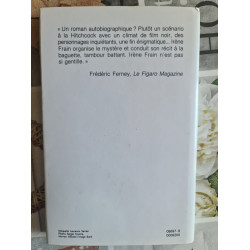 « Un roman autobiographique ? Plutôt un scénario
à la Hitchcock avec un climat de film noir, des
personnages inquiétants, une fin énigmatique... Irène
Frain organise le mystère et conduit son récit à la
baguette, tambour battant. Irène Frain n'est pas
si gentille. »
Frédéric Ferney, Le Figaro Magazine